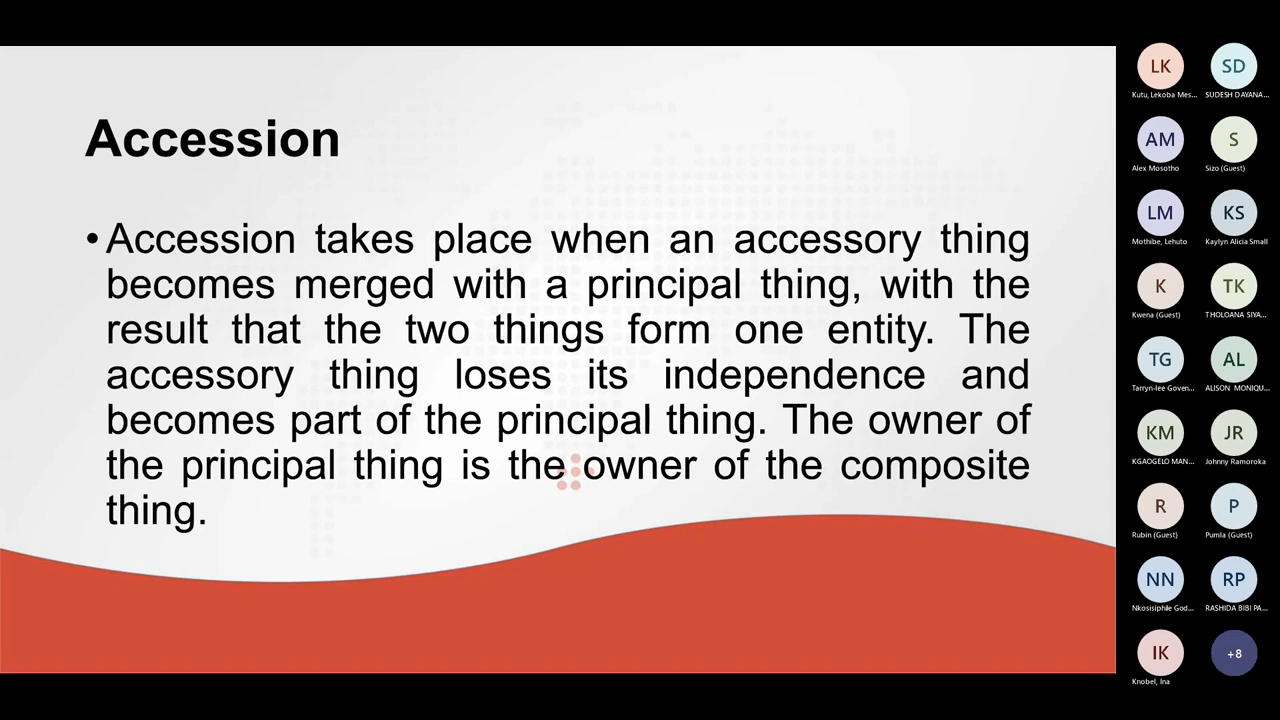 Accession
•Accession takes place when an accessory thing
becomes merged with a principal thing, with the
result that the two things form one entity. The
accessory thing loses its independence and
becomes part of the principal thing. The owner of
the principal thing is the owner of the composite
thing.
LK SD
Kutu, Lekoba Mes... SUDESH DAYANA...
AM S
Alex Mosotho Sizo (Guest)
LM KS
Mothibe, Lehuto Kaylyn Alicia Small
K TK
Kwena (Guest) THOLOANA SIYA...
TG AL
Tarryn-lee Goven... ALISON MONIQU...
KM JR
KGAOGELO MAN... Johnny Ramoroka
R P
Rubin (Guest) Pumla (Guest)
NN RP
Nkosisiphile God... RASHIDA BIBI PA...
IK +8
Knobel, Ina